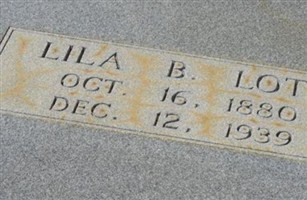 LILA B. LOT
OCT. 16, 1880
DEC. 12, 1939